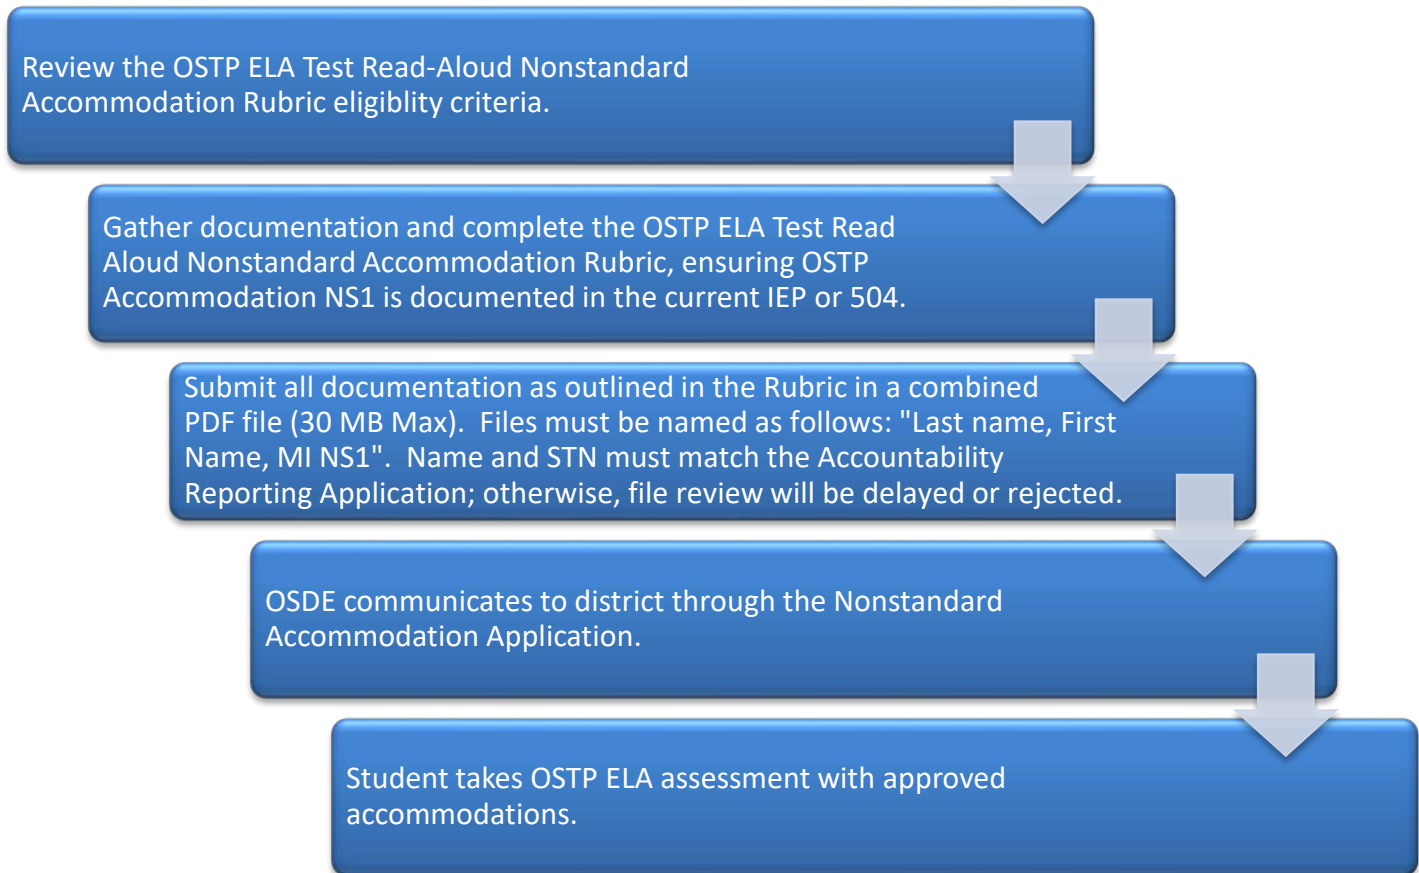 Review the OSTP ELA Test Read-Aloud Nonstandard
Accommodation Rubric eligiblity criteria.
Gather documentation and complete the OSTP ELA Test Read
Aloud Nonstandard Accommodation Rubric, ensuring OSTP
Accommodation NS1 is documented in the current IEP or 504.
Submit all documentation as outlined in the Rubric in a combined
PDF file (30 MB Max).  Files must be named as follows: "Last name, First
Name, MI NS1".  Name and STN must match the Accountability
Reporting Application; otherwise, file review will be delayed or rejected.
OSDE communicates to district through the Nonstandard
Accommodation Application.
Student takes OSTP ELA assessment with approved
accommodations.